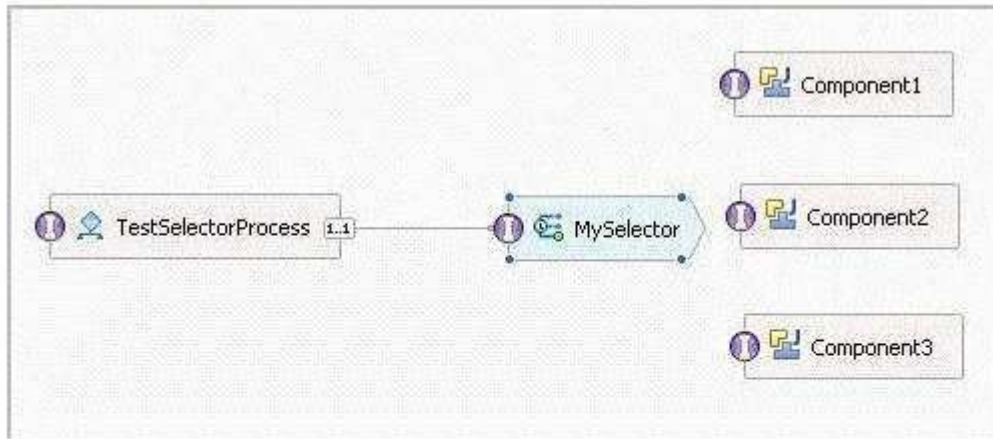 Component1
TestSelectorProcess 1..1
MySelector
Component2
Component3